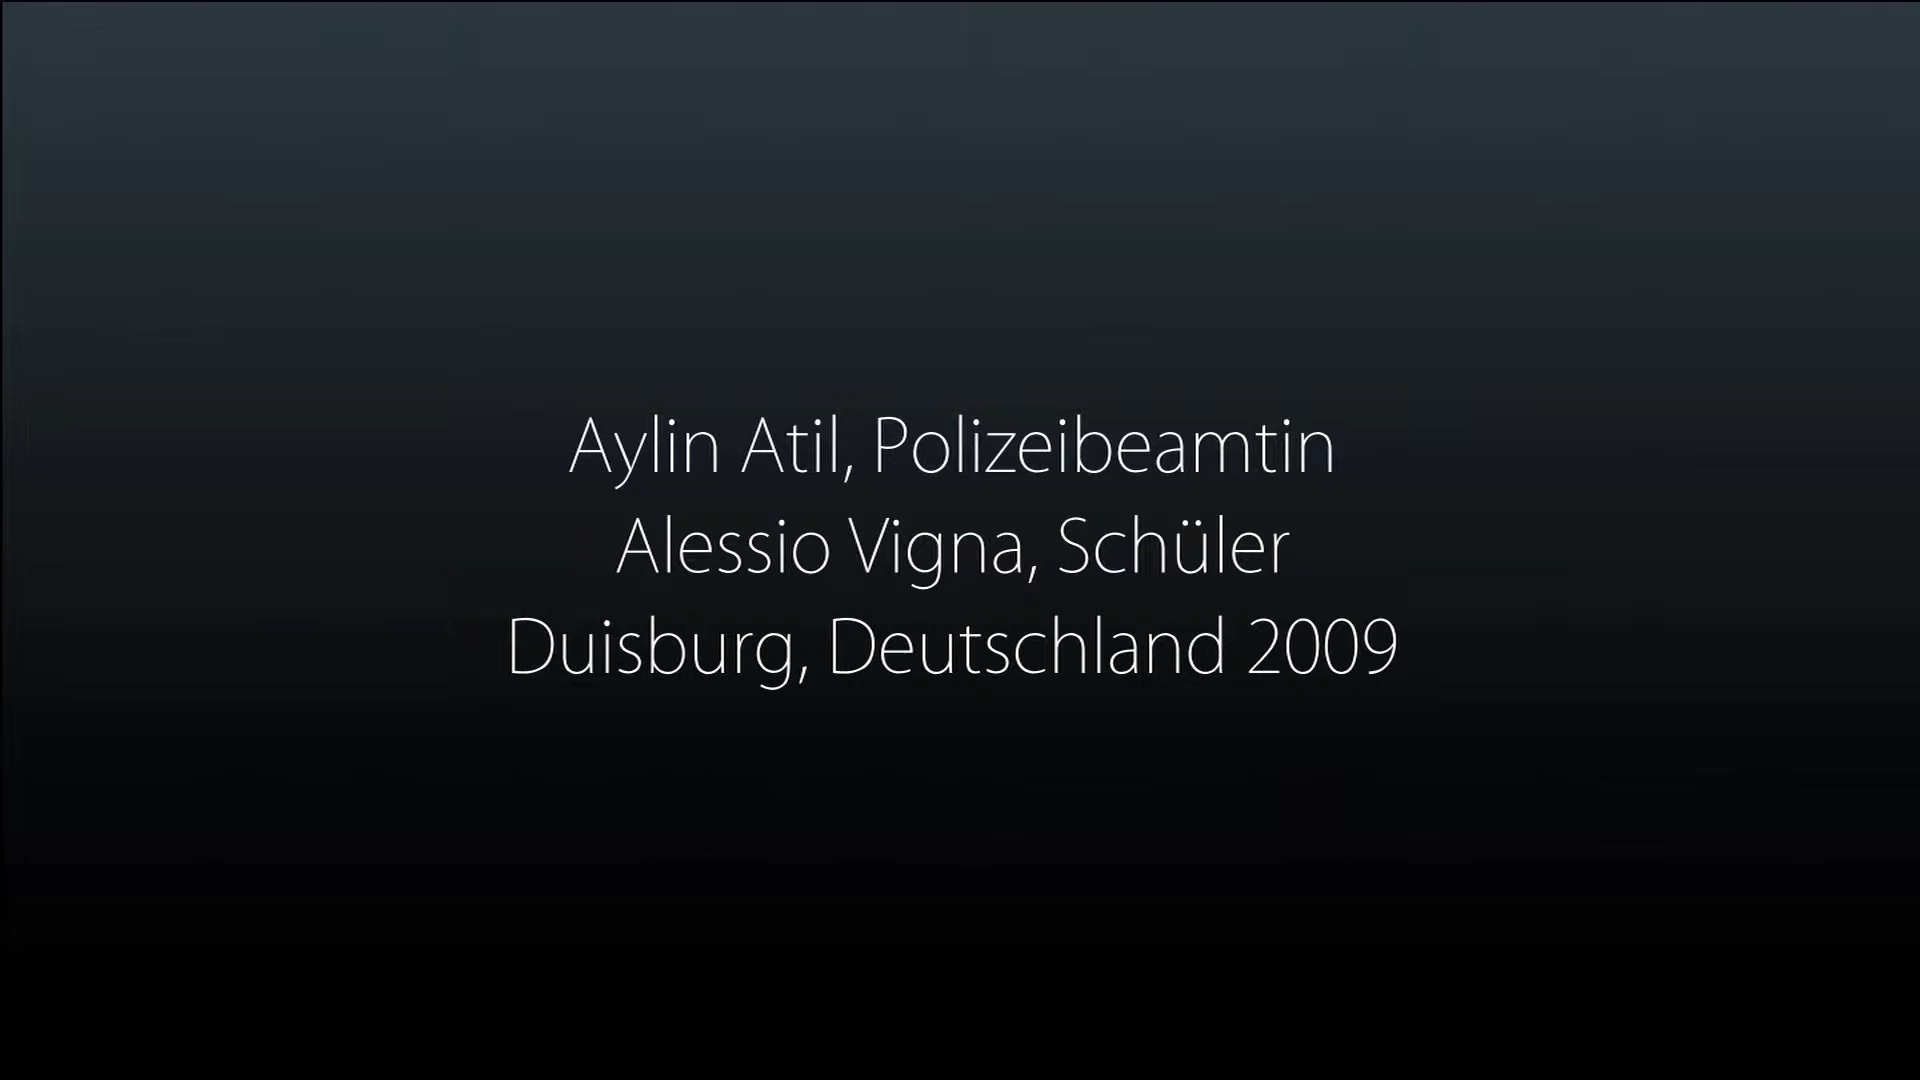 Aylin Atil, Polizeibeamtin
Alessio Vigna, Schüler
Duisburg, Deutschland 2009